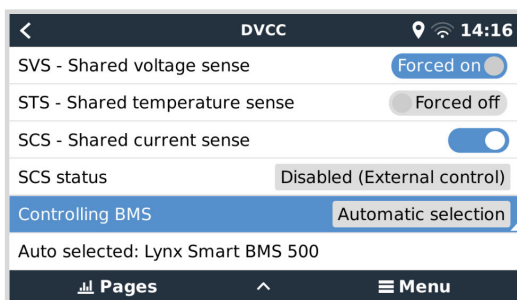 DVCC 14:16
SVS - Shared voltage sense Forced on
STS - Shared temperature sense Forced off
SCS - Shared current sense
SCS status Disabled (External control)
Controlling BMS Automatic selection
Auto selected: Lynx Smart BMS 500
Pages Menu